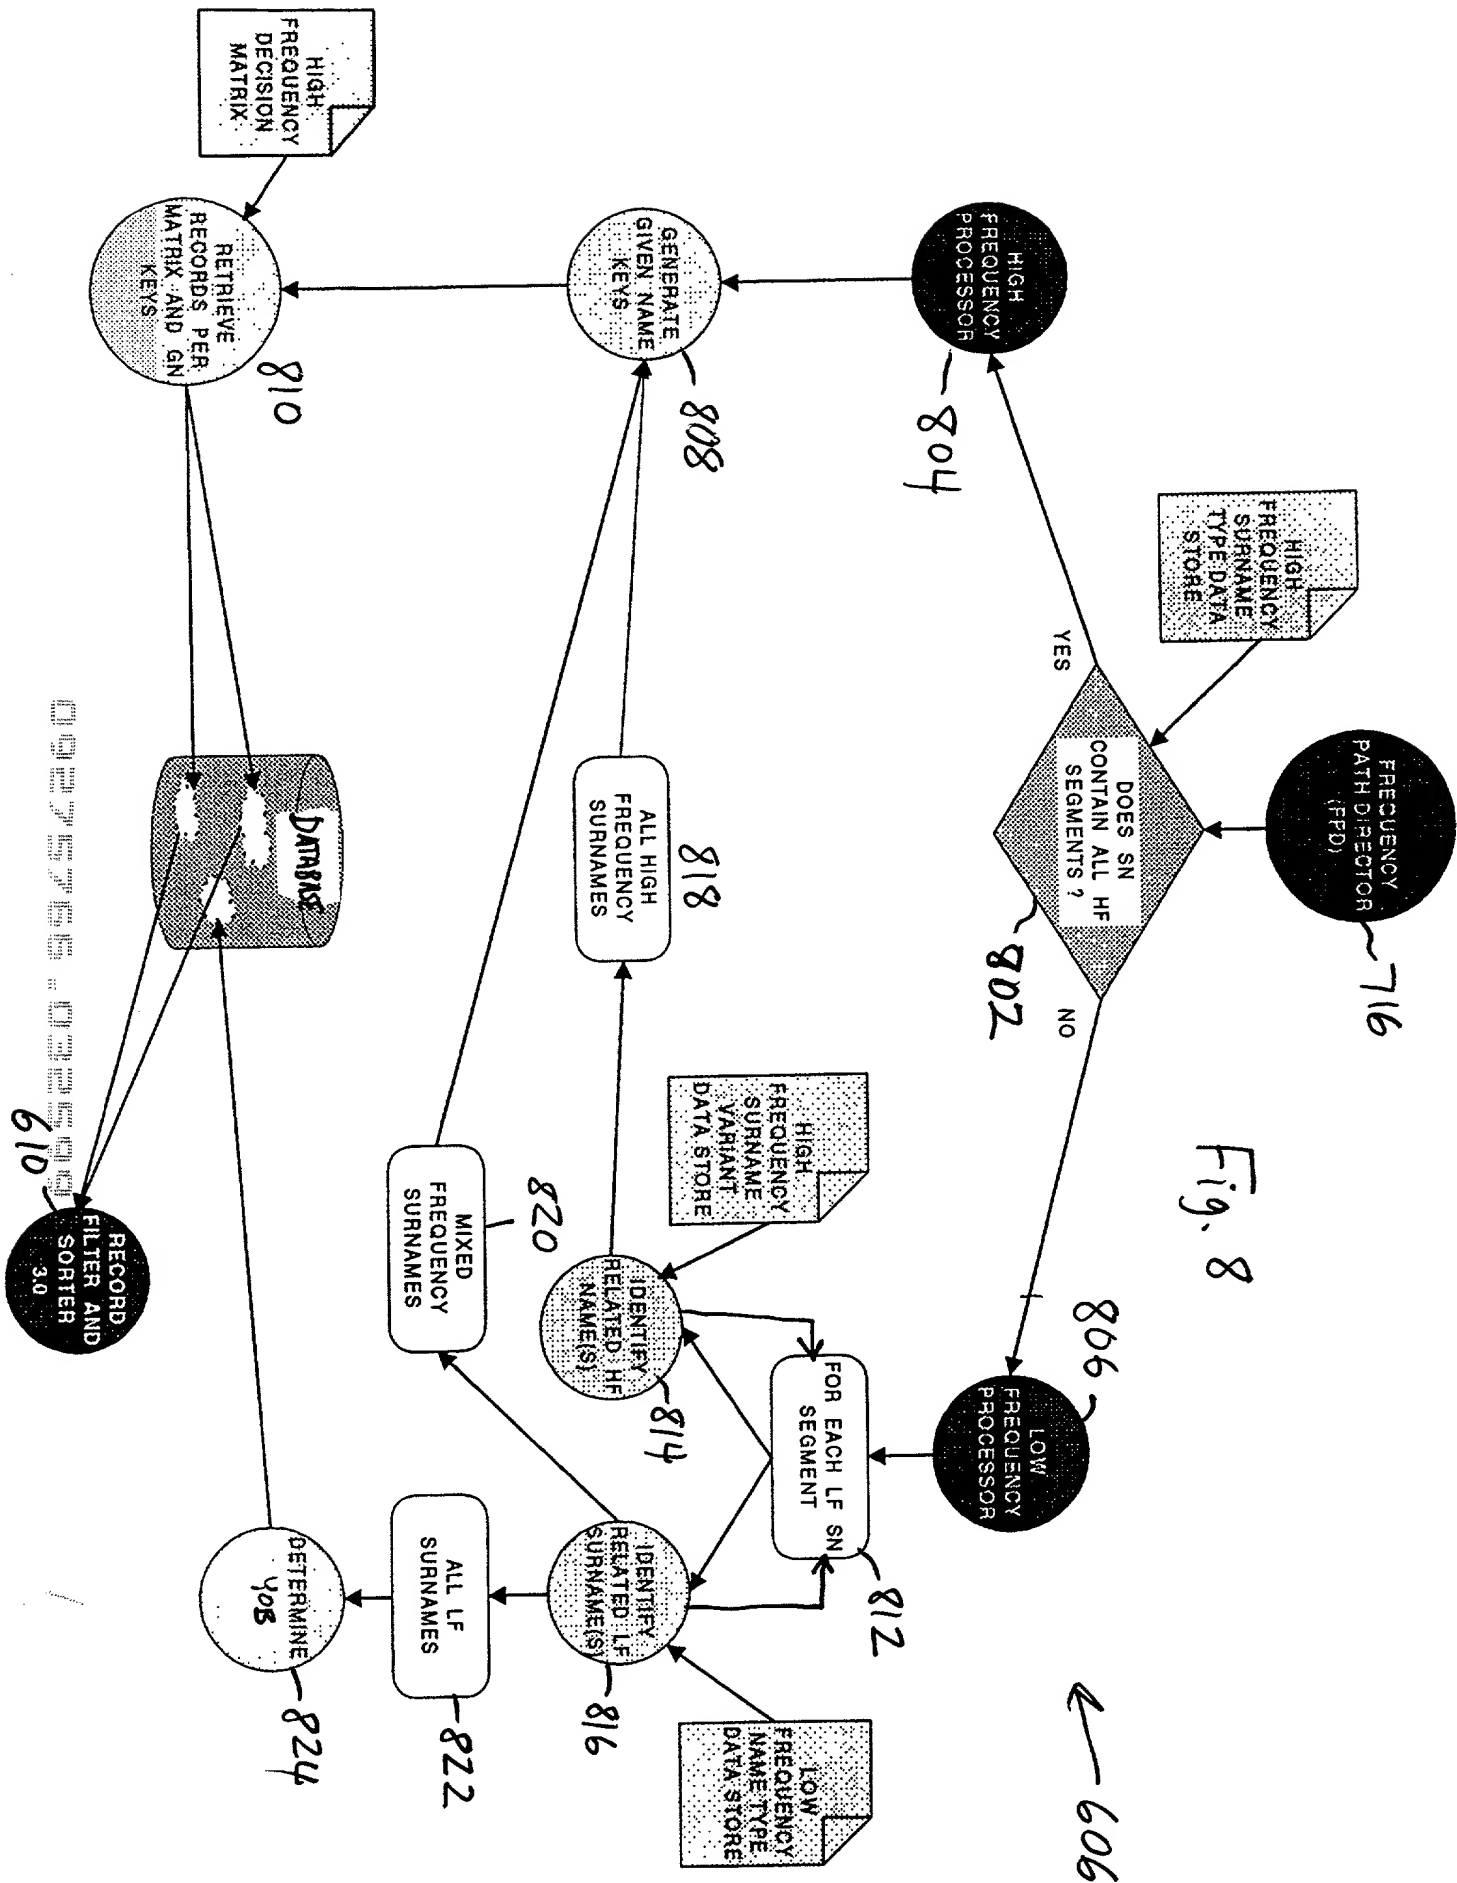 Fig. 8
606
FREQUENCY
PATH DIRECTOR
(FPD)
716
HIGH
FREQUENCY
SURNAME
TYPE DATA
STORE
DOES SN
CONTAIN ALL HF
SEGMENTS ?
802
YES
NO
HIGH
FREQUENCY
PROCESSOR
804
LOW
FREQUENCY
PROCESSOR
806
FOR EACH LF SN
SEGMENT
812
HIGH
FREQUENCY
SURNAME
VARIANT
DATA STORE
LOW
FREQUENCY
NAME TYPE
DATA STORE
GENERATE
GIVEN NAME
KEYS
808
ALL HIGH
FREQUENCY
SURNAMES
818
IDENTIFY
RELATED HF
NAME(S)
814
IDENTIFY
RELATED LF
SURNAME(S)
816
MIXED
FREQUENCY
SURNAMES
820
ALL LF
SURNAMES
822
HIGH
FREQUENCY
DECISION
MATRIX
RETRIEVE
RECORDS PER
MATRIX AND GN
KEYS
810
DATABASE
DETERMINE
YOB
824
RECORD
FILTER AND
SORTER
3.0
610